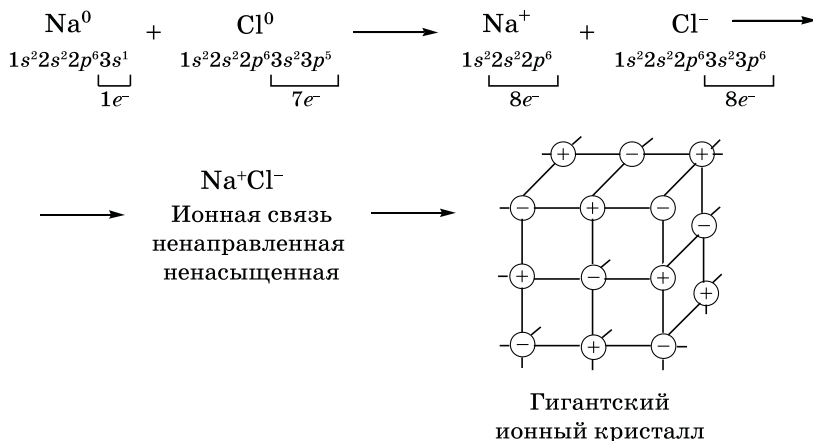 Na⁰ + Cl⁰ ⟶ Na⁺ + Cl⁻ ⟶
1s²2s²2p⁶3s¹ 1s²2s²2p⁶3s²3p⁵ 1s²2s²2p⁶ 1s²2s²2p⁶3s²3p⁶
1e⁻ 7e⁻ 8e⁻ 8e⁻
⟶ Na⁺Cl⁻ ⟶
Ионная связь
ненаправленная
ненасыщенная
+ − +
− + −
−
+ − +
+
− + −
Гигантский
ионный кристалл